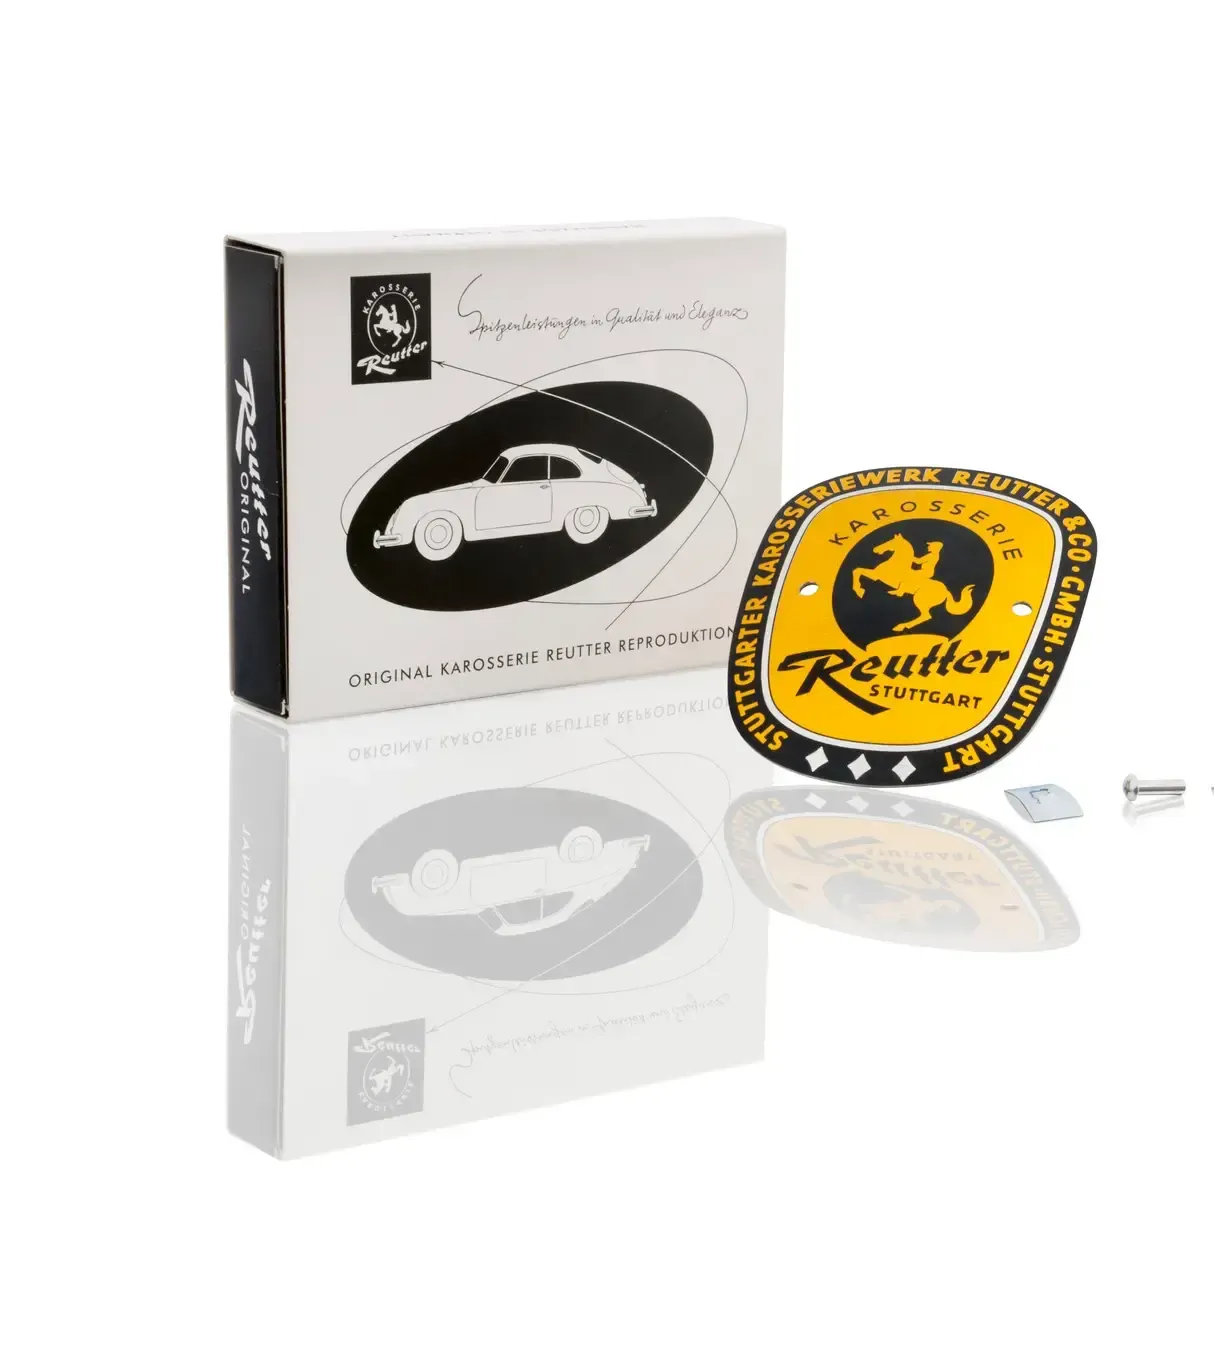 KAROSSERIE
Reutter
Spitzenleistungen in Qualität und Eleganz
ORIGINAL KAROSSERIE REUTTER REPRODUKTION
Reutter
ORIGINAL
STUTTGARTER KAROSSERIEWERK REUTTER & CO · GMBH · STUTTGART
KAROSSERIE
Reutter
STUTTGART